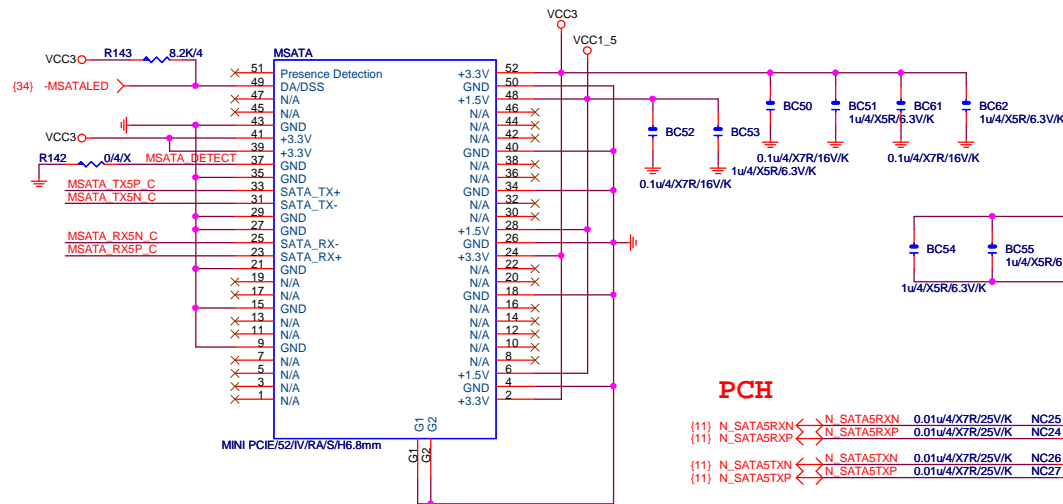 VCC3
VCC1_5
VCC3 R143 8.2K/4
{34} -MSATALED
MSATA
51 Presence Detection +3.3V 52
49 DA/DSS GND 50
47 N/A +1.5V 48
45 N/A N/A 46
43 GND N/A 44
41 +3.3V N/A 42
39 +3.3V GND 40
37 GND N/A 38
35 GND N/A 36
33 SATA_TX+ GND 34
31 SATA_TX- N/A 32
29 GND N/A 30
27 GND +1.5V 28
25 SATA_RX- GND 26
23 SATA_RX+ +3.3V 24
21 GND N/A 22
19 N/A N/A 20
17 N/A GND 18
15 GND N/A 16
13 N/A N/A 14
11 N/A N/A 12
9 GND N/A 10
7 N/A N/A 8
5 N/A +1.5V 6
3 N/A GND 4
1 N/A +3.3V 2
G1 G2
G1 G2
MINI PCIE/52/IV/RA/S/H6.8mm
VCC3
R142 0/4/X MSATA_DETECT
MSATA_TX5P_C
MSATA_TX5N_C
MSATA_RX5N_C
MSATA_RX5P_C
BC52
0.1u/4/X7R/16V/K
BC53
1u/4/X5R/6.3V/K
BC50
0.1u/4/X7R/16V/K
BC51
1u/4/X5R/6.3V/K
BC61
0.1u/4/X7R/16V/K
BC62
1u/4/X5R/6.3V/K
BC54
1u/4/X5R/6.3V/K
BC55
1u/4/X5R/6
PCH
{11} N_SATA5RXN N_SATA5RXN 0.01u/4/X7R/25V/K NC25
{11} N_SATA5RXP N_SATA5RXP 0.01u/4/X7R/25V/K NC24
{11} N_SATA5TXN N_SATA5TXN 0.01u/4/X7R/25V/K NC26
{11} N_SATA5TXP N_SATA5TXP 0.01u/4/X7R/25V/K NC27